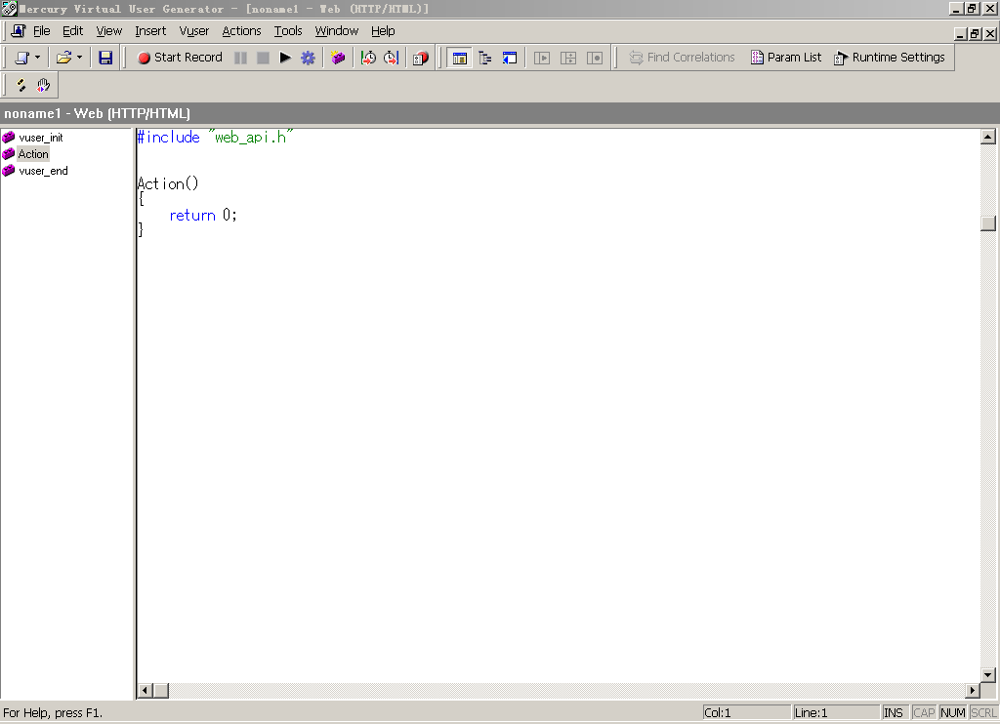 Mercury Virtual User Generator - [noname1 - Web (HTTP/HTML)]
File Edit View Insert Vuser Actions Tools Window Help
Start Record Find Correlations Param List Runtime Settings
noname1 - Web (HTTP/HTML)
vuser_init
Action
vuser_end
#include "web_api.h"
Action()
{
return 0;
}
For Help, press F1. Col:1 Line:1 INS CAP NUM SCRL